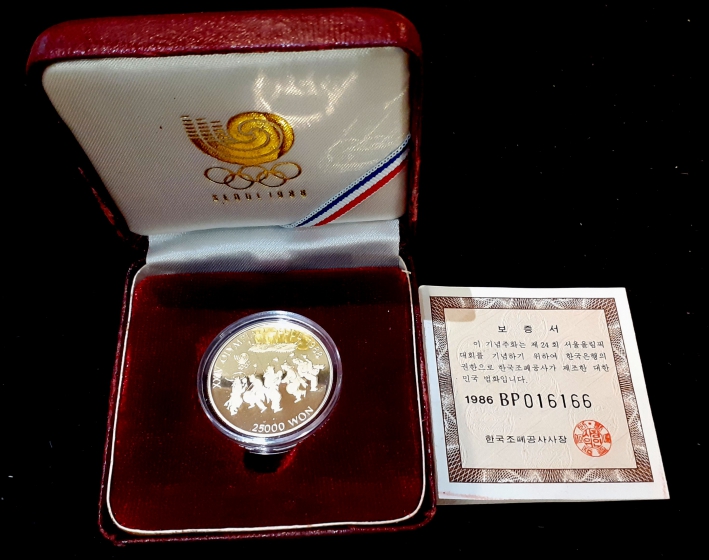 SEOUL 1988
25000 WON
보증서
이 기념주화는 제24회 서울올림픽
대회를 기념하기 위하여 한국은행의
권한으로 한국조폐공사가 제조한 대한
민국 법화입니다.
1986 BP016166
한국조폐공사사장